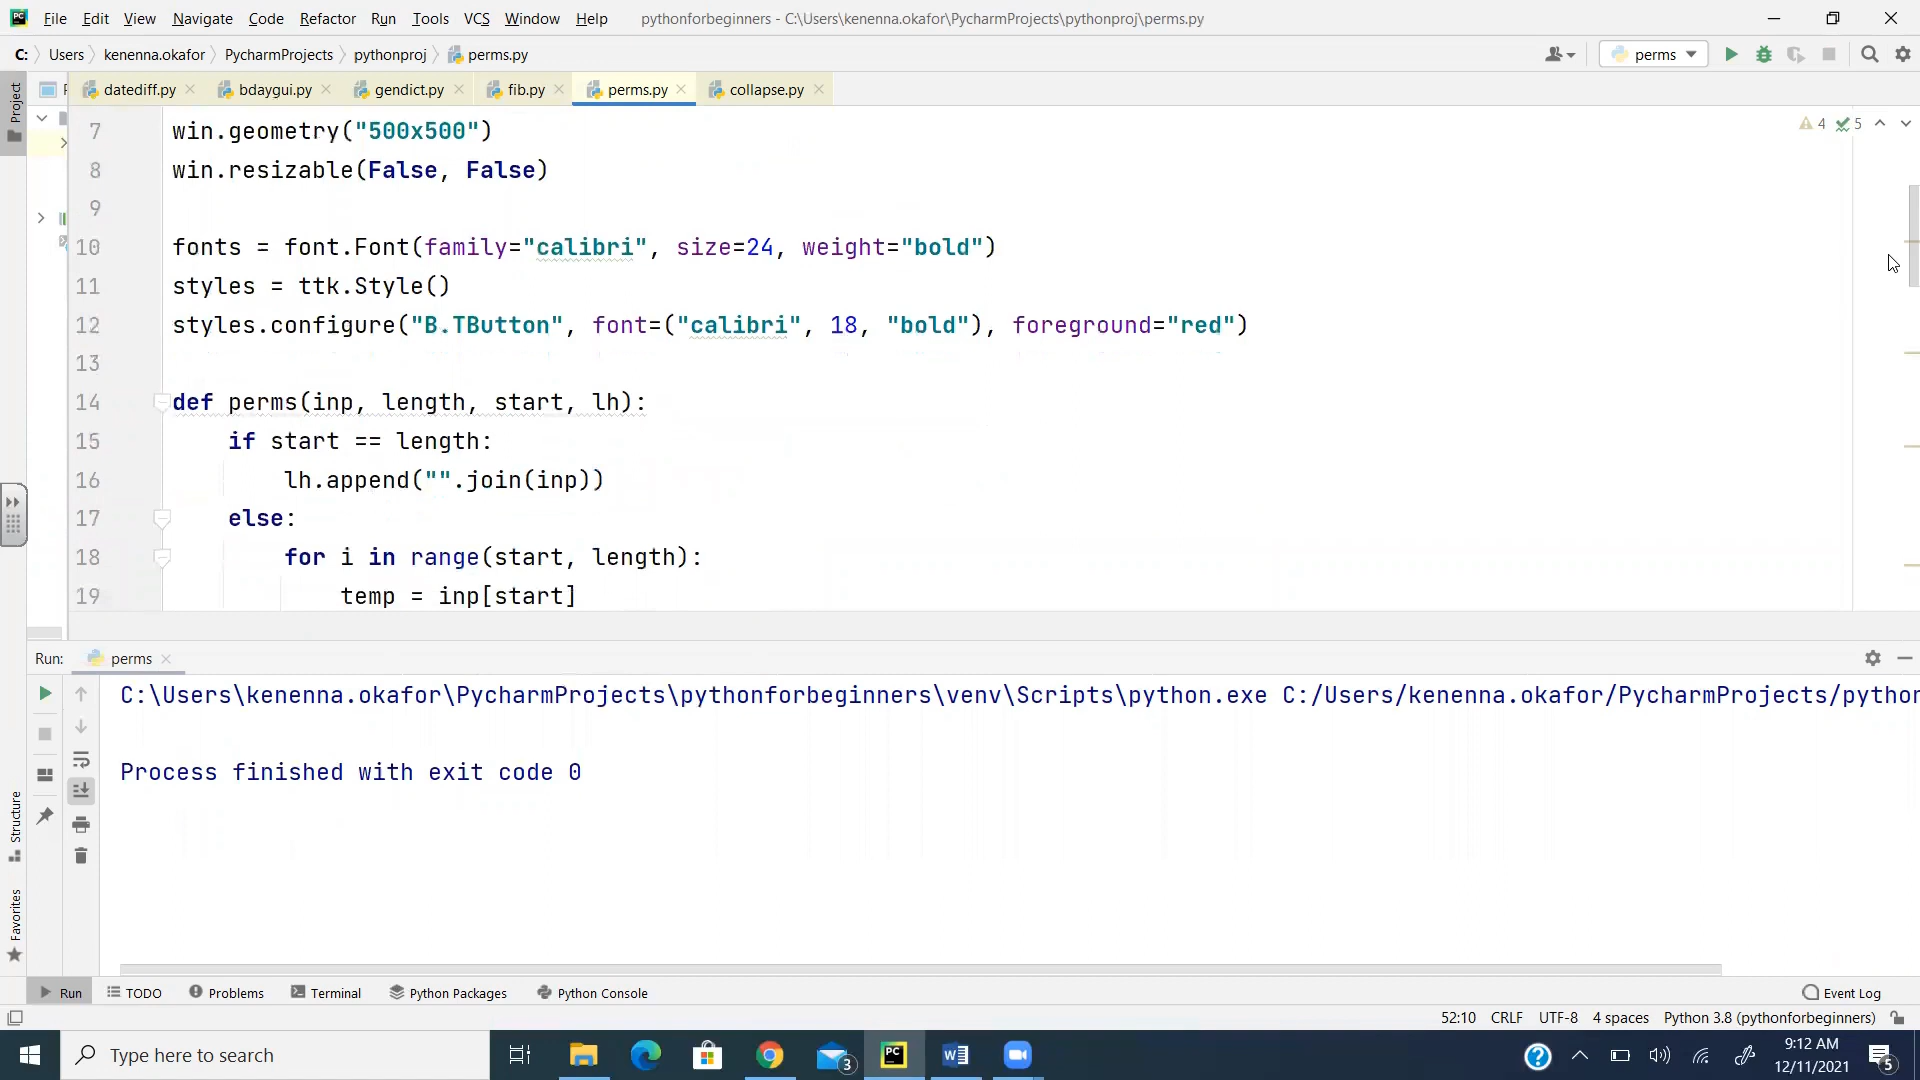 File Edit View Navigate Code Refactor Run Tools VCS Window Help pythonforbeginners - C:\Users\kenenna.okafor\PycharmProjects\pythonproj\perms.py
C: Users kenenna.okafor PycharmProjects pythonproj perms.py perms
datediff.py bdaygui.py gendict.py fib.py perms.py collapse.py
Project
4 5
7 win.geometry("500x500")
8 win.resizable(False, False)
9
10 fonts = font.Font(family="calibri", size=24, weight="bold")
11 styles = ttk.Style()
12 styles.configure("B.TButton", font=("calibri", 18, "bold"), foreground="red")
13
14 def perms(inp, length, start, lh):
15 if start == length:
16 lh.append("".join(inp))
17 else:
18 for i in range(start, length):
19 temp = inp[start]
Run: perms
C:\Users\kenenna.okafor\PycharmProjects\pythonforbeginners\venv\Scripts\python.exe C:/Users/kenenna.okafor/PycharmProjects/python
Process finished with exit code 0
Structure
Favorites
Run TODO Problems Terminal Python Packages Python Console Event Log
52:10 CRLF UTF-8 4 spaces Python 3.8 (pythonforbeginners)
Type here to search
3
9:12 AM
12/11/2021
5